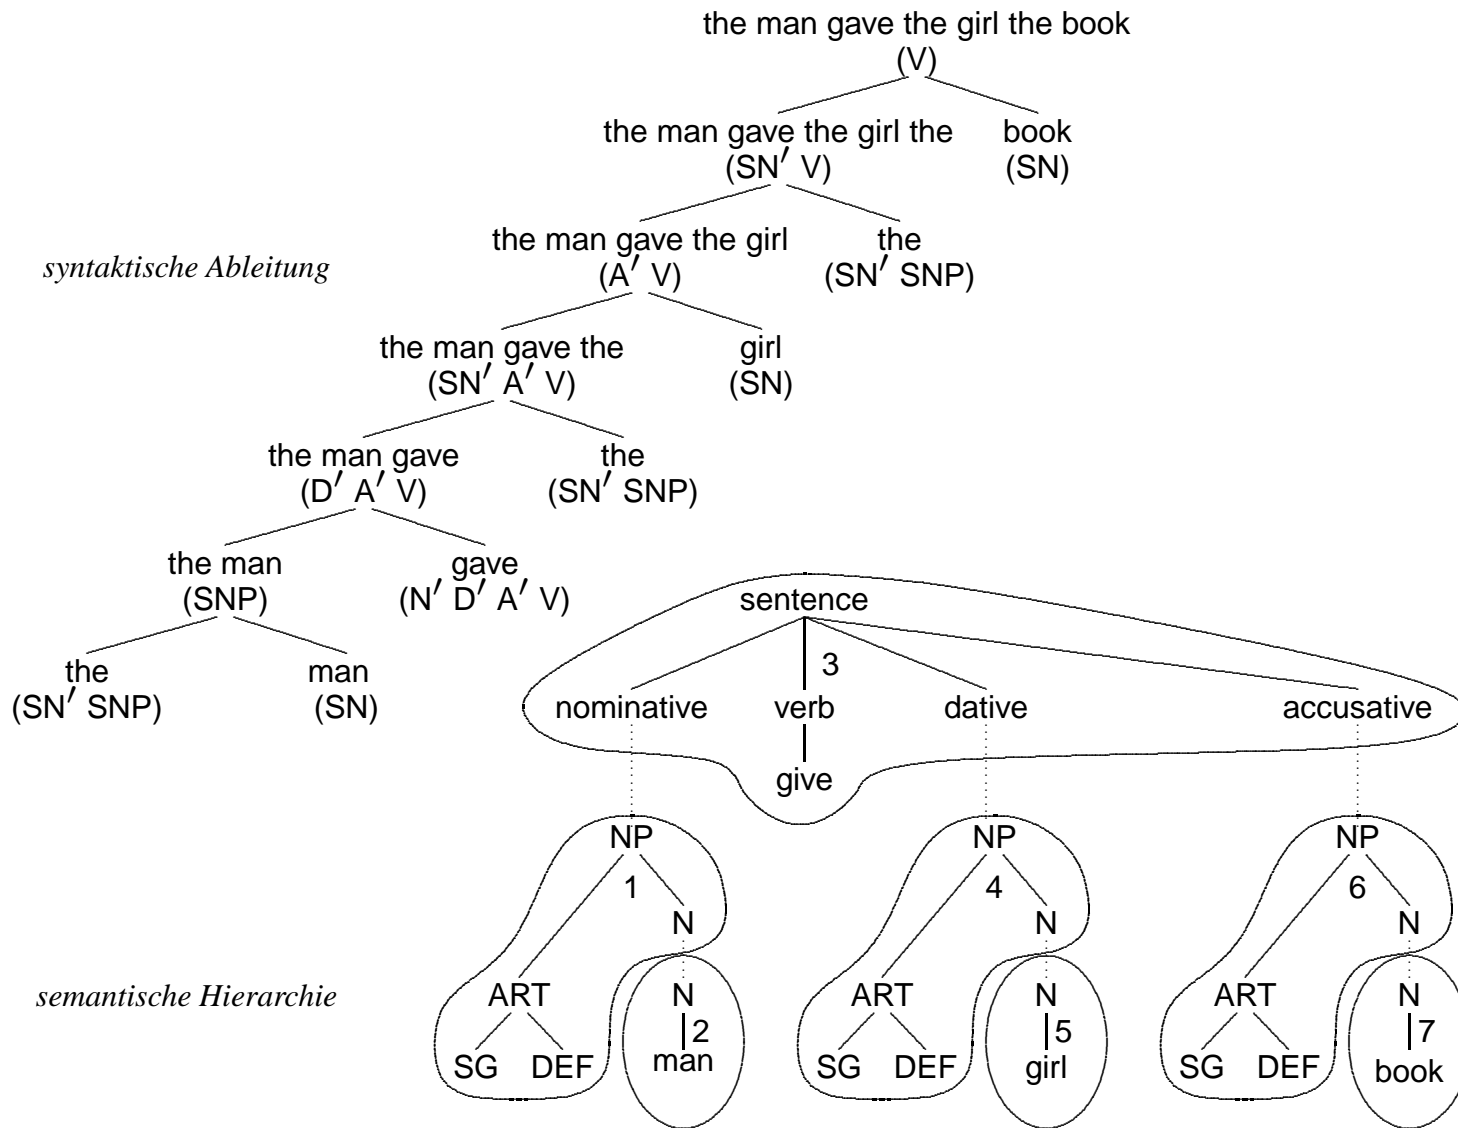 the man gave the girl the book
(V)
the man gave the girl the book
(SN′ V) (SN)
the man gave the girl the
syntaktische Ableitung (A′ V) (SN′ SNP)
the man gave the girl
(SN′ A′ V) (SN)
the man gave the
(D′ A′ V) (SN′ SNP)
the man gave
(SNP) (N′ D′ A′ V)
sentence
the man 3
(SN′ SNP) (SN) nominative verb dative accusative
give
NP NP NP
1 4 6
N N N
semantische Hierarchie ART N ART N ART N
2 5 7
SG DEF man SG DEF girl SG DEF book